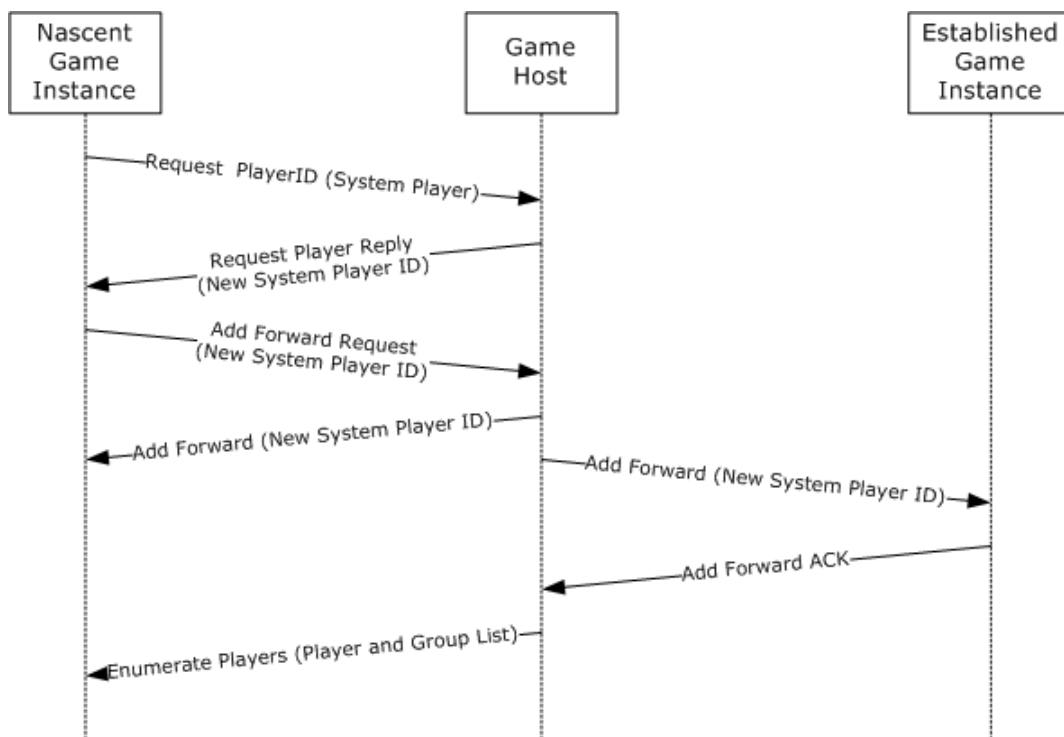 Nascent
Game
Instance
Game
Host
Established
Game
Instance
Request  PlayerID (System Player)
Request Player Reply
(New System Player ID)
Add Forward Request
(New System Player ID)
Add Forward (New System Player ID)
Add Forward (New System Player ID)
Add Forward ACK
Enumerate Players (Player and Group List)